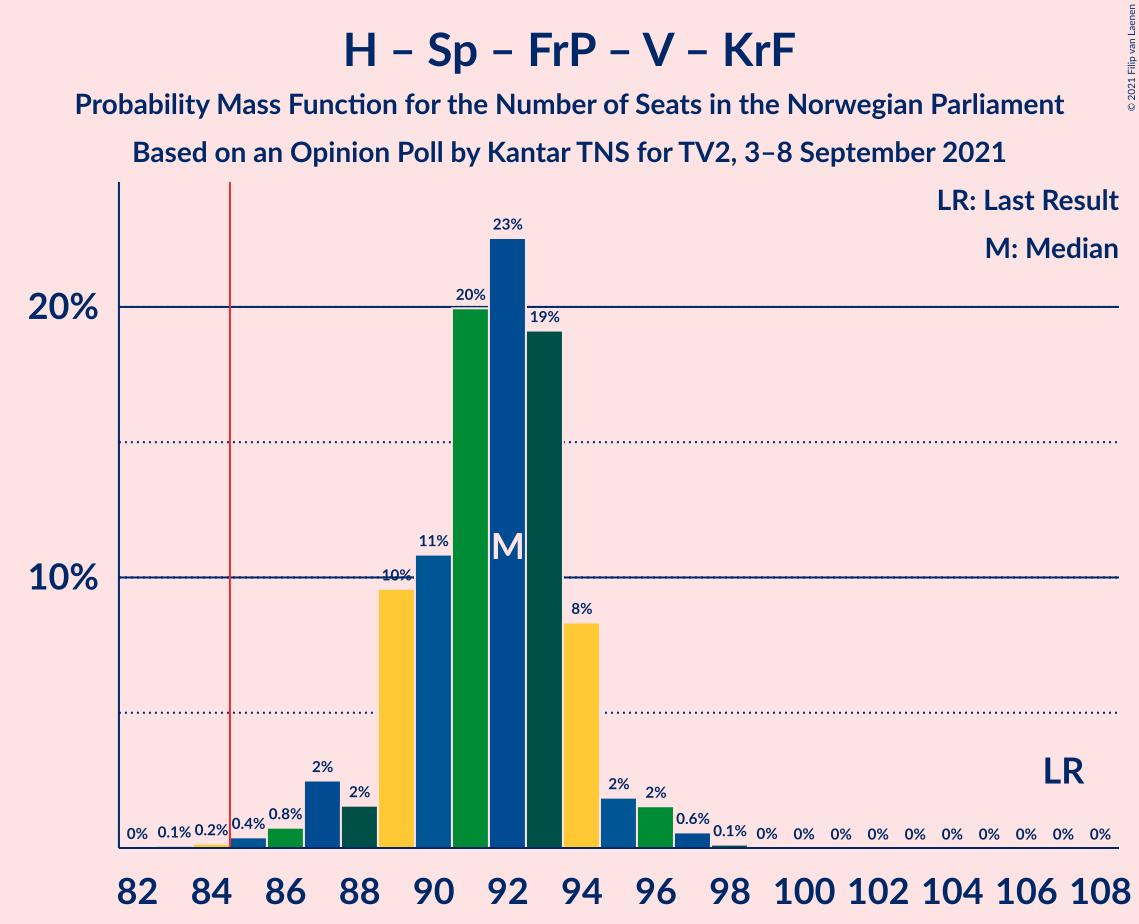 H – Sp – FrP – V – KrF
Probability Mass Function for the Number of Seats in the Norwegian Parliament
Based on an Opinion Poll by Kantar TNS for TV2, 3–8 September 2021
© 2021 Filip van Laenen
LR: Last Result
M: Median
20%
10%
0% 0.1% 0.2% 0.4% 0.8% 2% 2% 10% 11% 20% 23% 19% 8% 2% 2% 0.6% 0.1% 0% 0% 0% 0% 0% 0% 0% 0% 0% 0%
M
LR
82 84 86 88 90 92 94 96 98 100 102 104 106 108